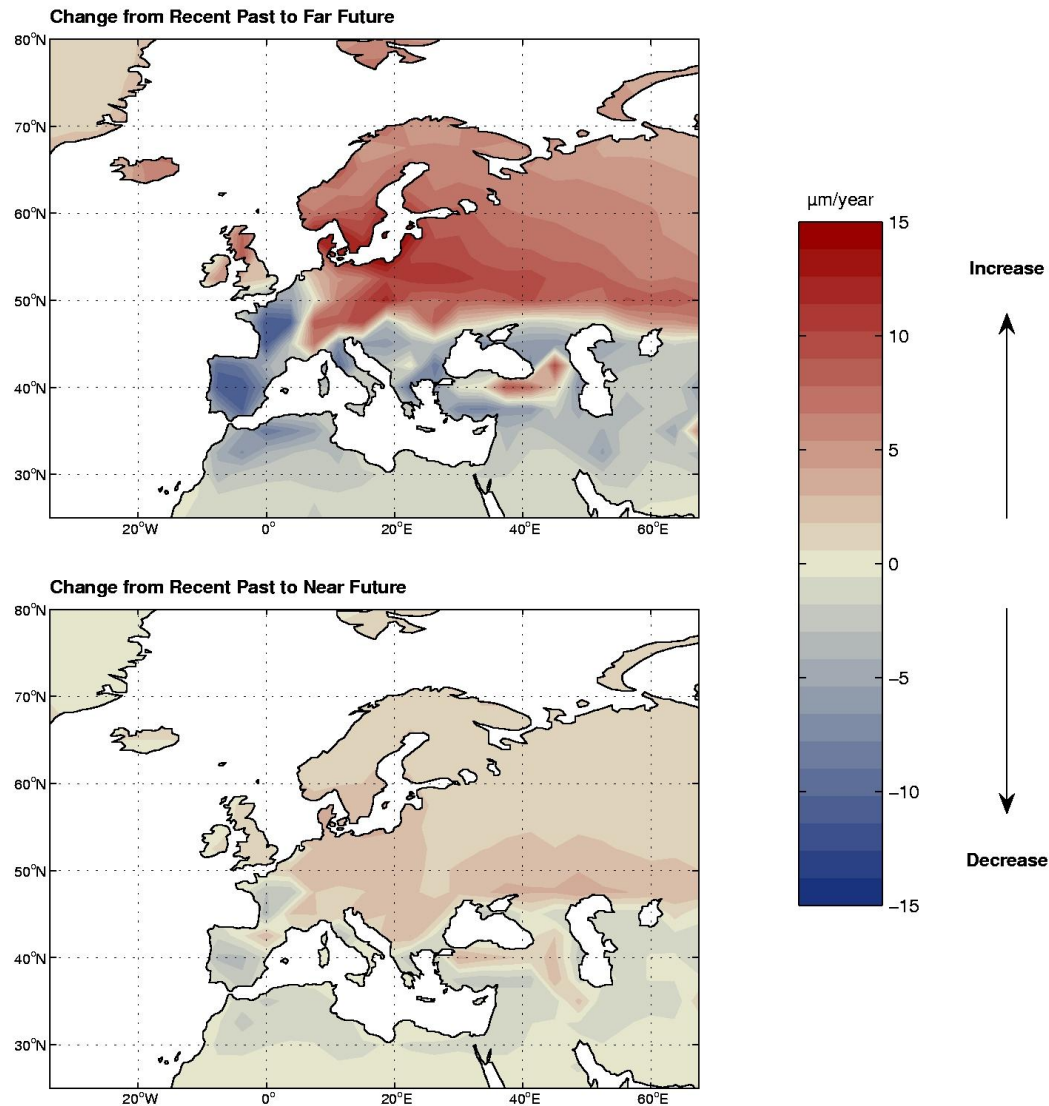 Change from Recent Past to Far Future
80°N
70°N
60°N
50°N
40°N
30°N
20°W
0°
20°E
40°E
60°E
Change from Recent Past to Near Future
80°N
70°N
60°N
50°N
40°N
30°N
20°W
0°
20°E
40°E
60°E
µm/year
15
10
5
0
−5
−10
−15
Increase
Decrease